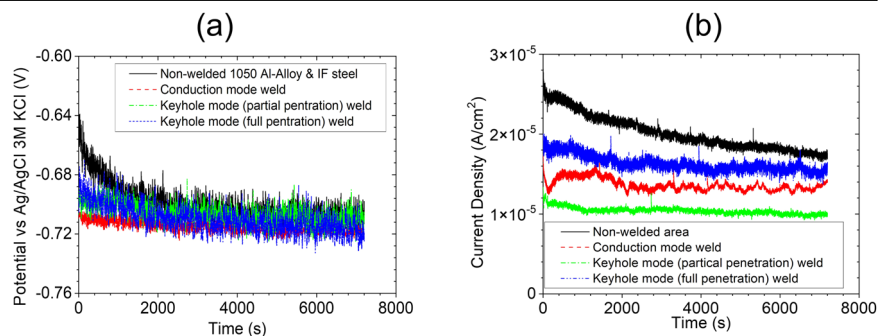 (a)
Potential vs Ag/AgCl 3M KCl (V)
-0.60
-0.64
-0.68
-0.72
-0.76
Non-welded 1050 Al-Alloy & IF steel
Conduction mode weld
Keyhole mode (partial pentration) weld
Keyhole mode (full pentration) weld
0 2000 4000 6000 8000
Time (s)
(b)
Current Density (A/cm²)
3×10⁻⁵
2×10⁻⁵
1×10⁻⁵
0
Non-welded area
Conduction mode weld
Keyhole mode (partical penetration) weld
Keyhole mode (full penetration) weld
0 2000 4000 6000 8000
Time (s)